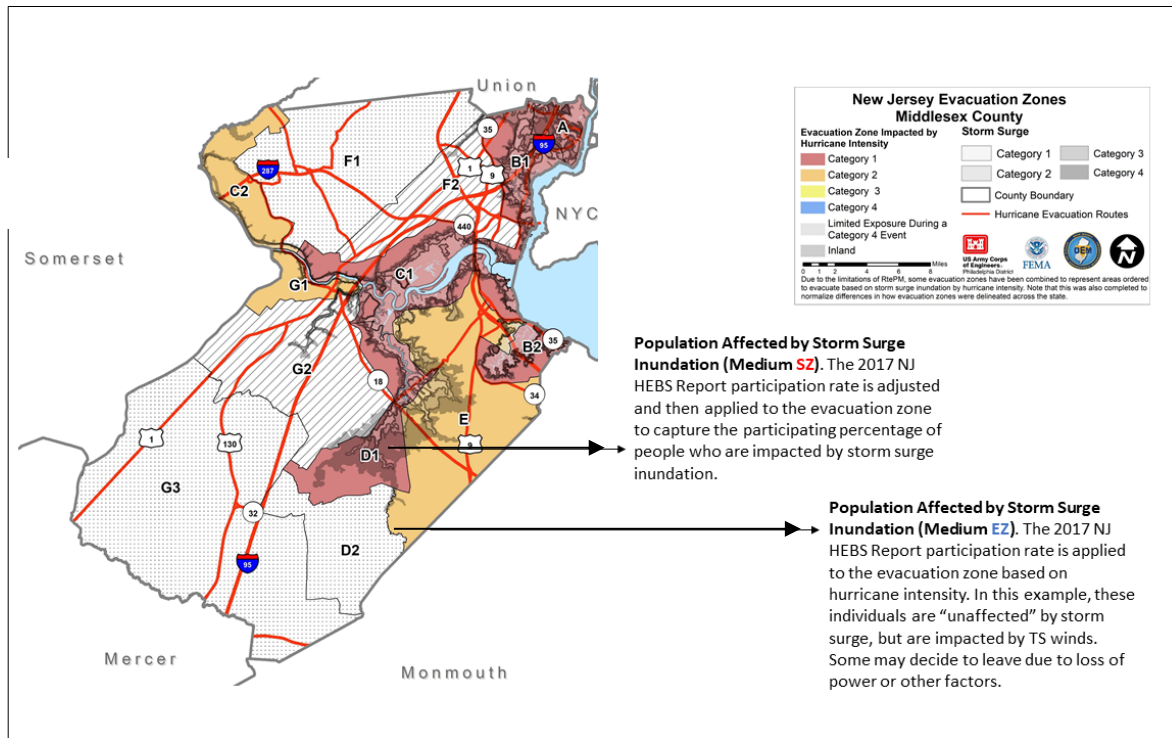 Union
New Jersey Evacuation Zones
Middlesex County
Evacuation Zone Impacted by
Hurricane Intensity
Category 1
Category 2
Category 3
Category 4
Limited Exposure During a
Category 4 Event
Inland
Storm Surge
Category 1
Category 3
Category 2
Category 4
County Boundary
Hurricane Evacuation Routes
Miles
0 1 2 4 6 8
US Army Corps
of Engineers
Philadelphia District
FEMA
OEM
N
Due to the limitations of RtePM, some evacuation zones have been combined to represent areas ordered
to evacuate based on storm surge inundation by hurricane intensity. Note that this was also completed to
normalize differences in how evacuation zones were delineated across the state.
A
35
95
B1
F1
1
9
287
F2
C2
NYC
440
Somerset
C1
G1
B2
35
G2
18
34
E
9
1
130
D1
G3
32
D2
95
Mercer
Monmouth
Population Affected by Storm Surge
Inundation (Medium SZ). The 2017 NJ
HEBS Report participation rate is adjusted
and then applied to the evacuation zone
to capture the participating percentage of
people who are impacted by storm surge
inundation.
Population Affected by Storm Surge
Inundation (Medium EZ). The 2017 NJ
HEBS Report participation rate is applied
to the evacuation zone based on
hurricane intensity. In this example, these
individuals are “unaffected” by storm
surge, but are impacted by TS winds.
Some may decide to leave due to loss of
power or other factors.